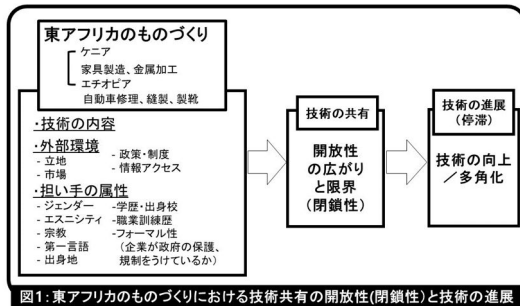 東アフリカのものづくり
ケニア
家具製造、金属加工
エチオピア
自動車修理、縫製、製靴
・技術の内容
・外部環境
- 立地
- 市場
- 政策・制度
- 情報アクセス
・担い手の属性
- ジェンダー
- エスニシティ
- 宗教
- 第一言語
- 出身地
- 学歴・出身校
- 職業訓練歴
- フォーマル性
(企業が政府の保護、
規制をうけているか)
技術の共有
開放性
の広がり
と限界
(閉鎖性)
技術の進展
(停滞)
技術の向上
/多角化
図1:東アフリカのものづくりにおける技術共有の開放性(閉鎖性)と技術の進展